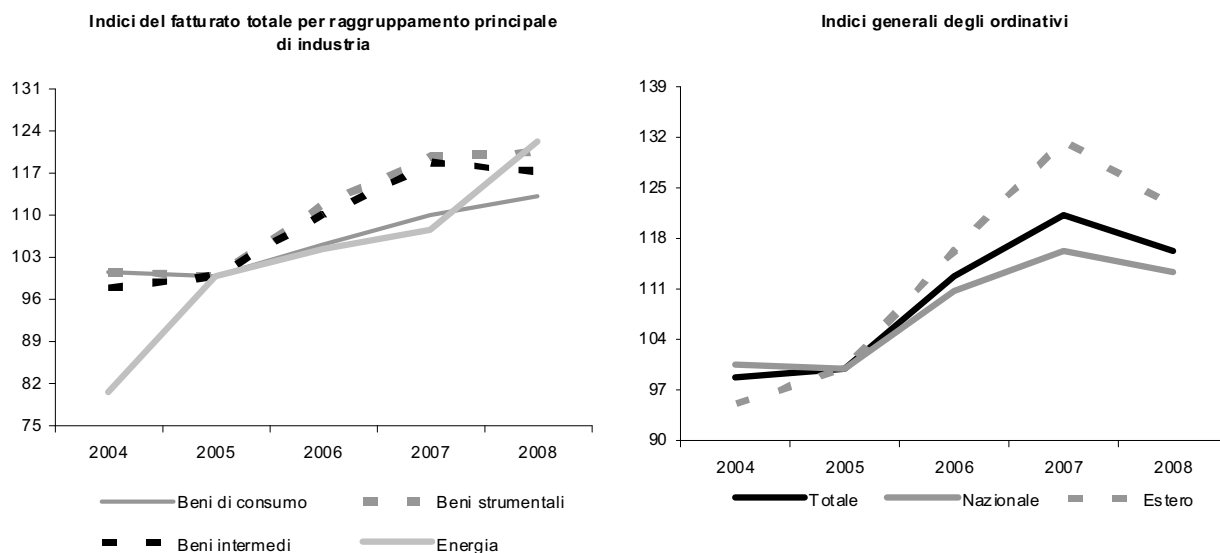 Indici del fatturato totale per raggruppamento principale
di industria
131
124
117
110
103
96
89
82
75
2004 2005 2006 2007 2008
Beni di consumo Beni strumentali
Beni intermedi Energia
Indici generali degli ordinativi
139
132
125
118
111
104
97
90
2004 2005 2006 2007 2008
Totale Nazionale Estero